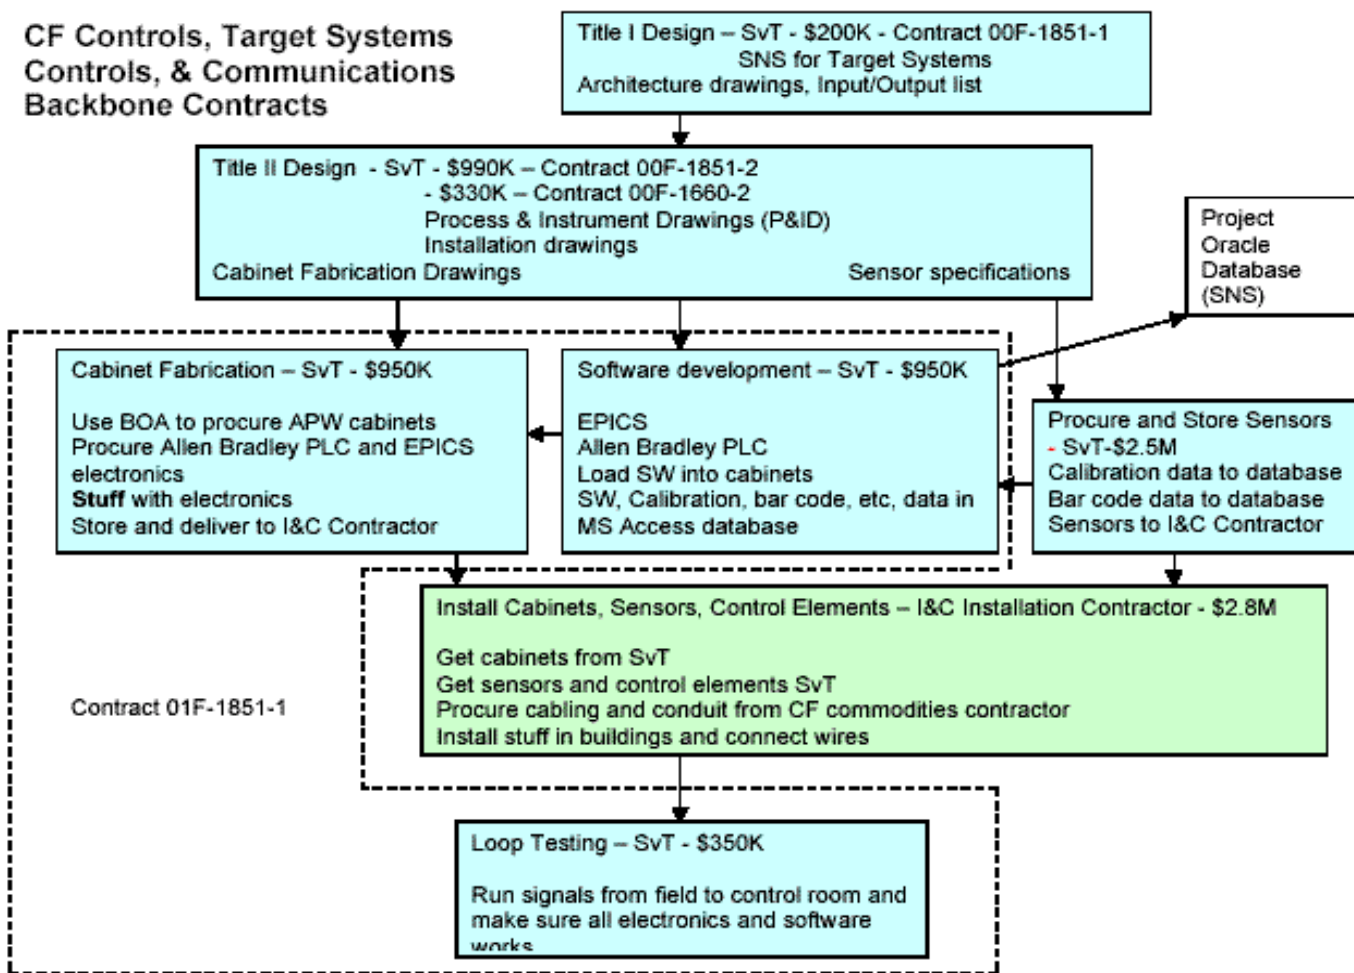 CF Controls, Target Systems
Controls, & Communications
Backbone Contracts
Title I Design – SvT - $200K - Contract 00F-1851-1
SNS for Target Systems
Architecture drawings, Input/Output list
Title II Design - SvT - $990K – Contract 00F-1851-2
- $330K – Contract 00F-1660-2
Process & Instrument Drawings (P&ID)
Installation drawings
Cabinet Fabrication Drawings Sensor specifications
Project
Oracle
Database
(SNS)
Cabinet Fabrication – SvT - $950K
Use BOA to procure APW cabinets
Procure Allen Bradley PLC and EPICS
electronics
Stuff with electronics
Store and deliver to I&C Contractor
Software development – SvT - $950K
EPICS
Allen Bradley PLC
Load SW into cabinets
SW, Calibration, bar code, etc, data in
MS Access database
Procure and Store Sensors
- SvT-$2.5M
Calibration data to database
Bar code data to database
Sensors to I&C Contractor
Install Cabinets, Sensors, Control Elements – I&C Installation Contractor - $2.8M
Get cabinets from SvT
Get sensors and control elements SvT
Procure cabling and conduit from CF commodities contractor
Install stuff in buildings and connect wires
Contract 01F-1851-1
Loop Testing – SvT - $350K
Run signals from field to control room and
make sure all electronics and software
works